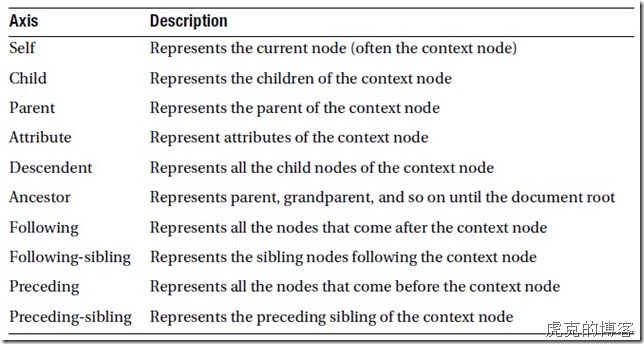 Axis Description
Self Represents the current node (often the context node)
Child Represents the children of the context node
Parent Represents the parent of the context node
Attribute Represent attributes of the context node
Descendent Represents all the child nodes of the context node
Ancestor Represents parent, grandparent, and so on until the document root
Following Represents all the nodes that come after the context node
Following-sibling Represents the sibling nodes following the context node
Preceding Represents all the nodes that come before the context node
Preceding-sibling Represents the preceding sibling of the context node
虎克的博客